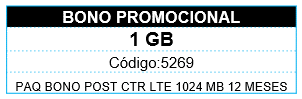 BONO PROMOCIONAL
1 GB
Código:5269
PAQ BONO POST CTR LTE 1024 MB 12 MESES